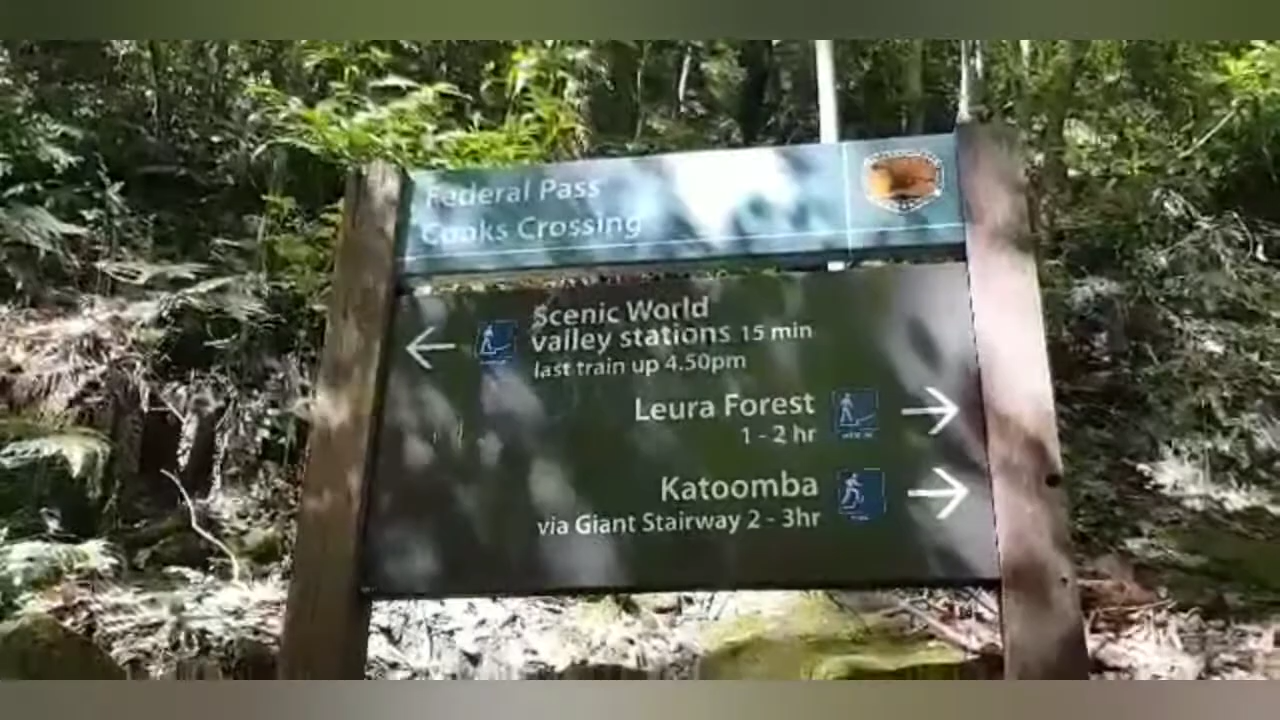 Federal Pass
Cooks Crossing
Scenic World
valley stations 15 min
last train up 4.50pm
Leura Forest
1 - 2 hr
Katoomba
via Giant Stairway 2 - 3hr